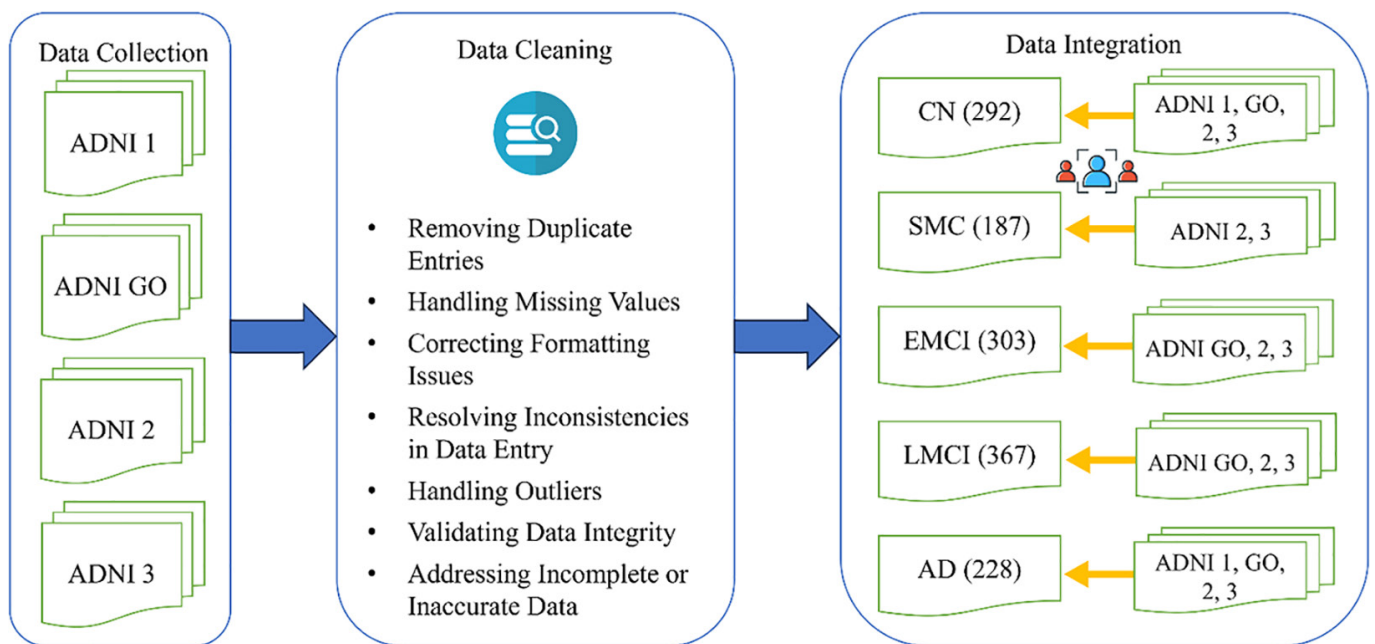 Data Collection
ADNI 1
ADNI GO
ADNI 2
ADNI 3
Data Cleaning
• Removing Duplicate
Entries
• Handling Missing Values
• Correcting Formatting
Issues
• Resolving Inconsistencies
in Data Entry
• Handling Outliers
• Validating Data Integrity
• Addressing Incomplete or
Inaccurate Data
Data Integration
CN (292)
ADNI 1, GO,
2, 3
SMC (187)
ADNI 2, 3
EMCI (303)
ADNI GO, 2, 3
LMCI (367)
ADNI GO, 2, 3
AD (228)
ADNI 1, GO,
2, 3